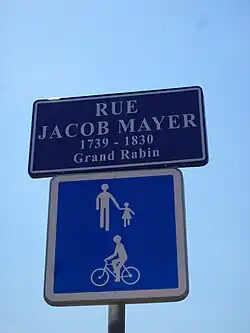 RUE
JACOB MAYER
1739 - 1830
Grand Rabin